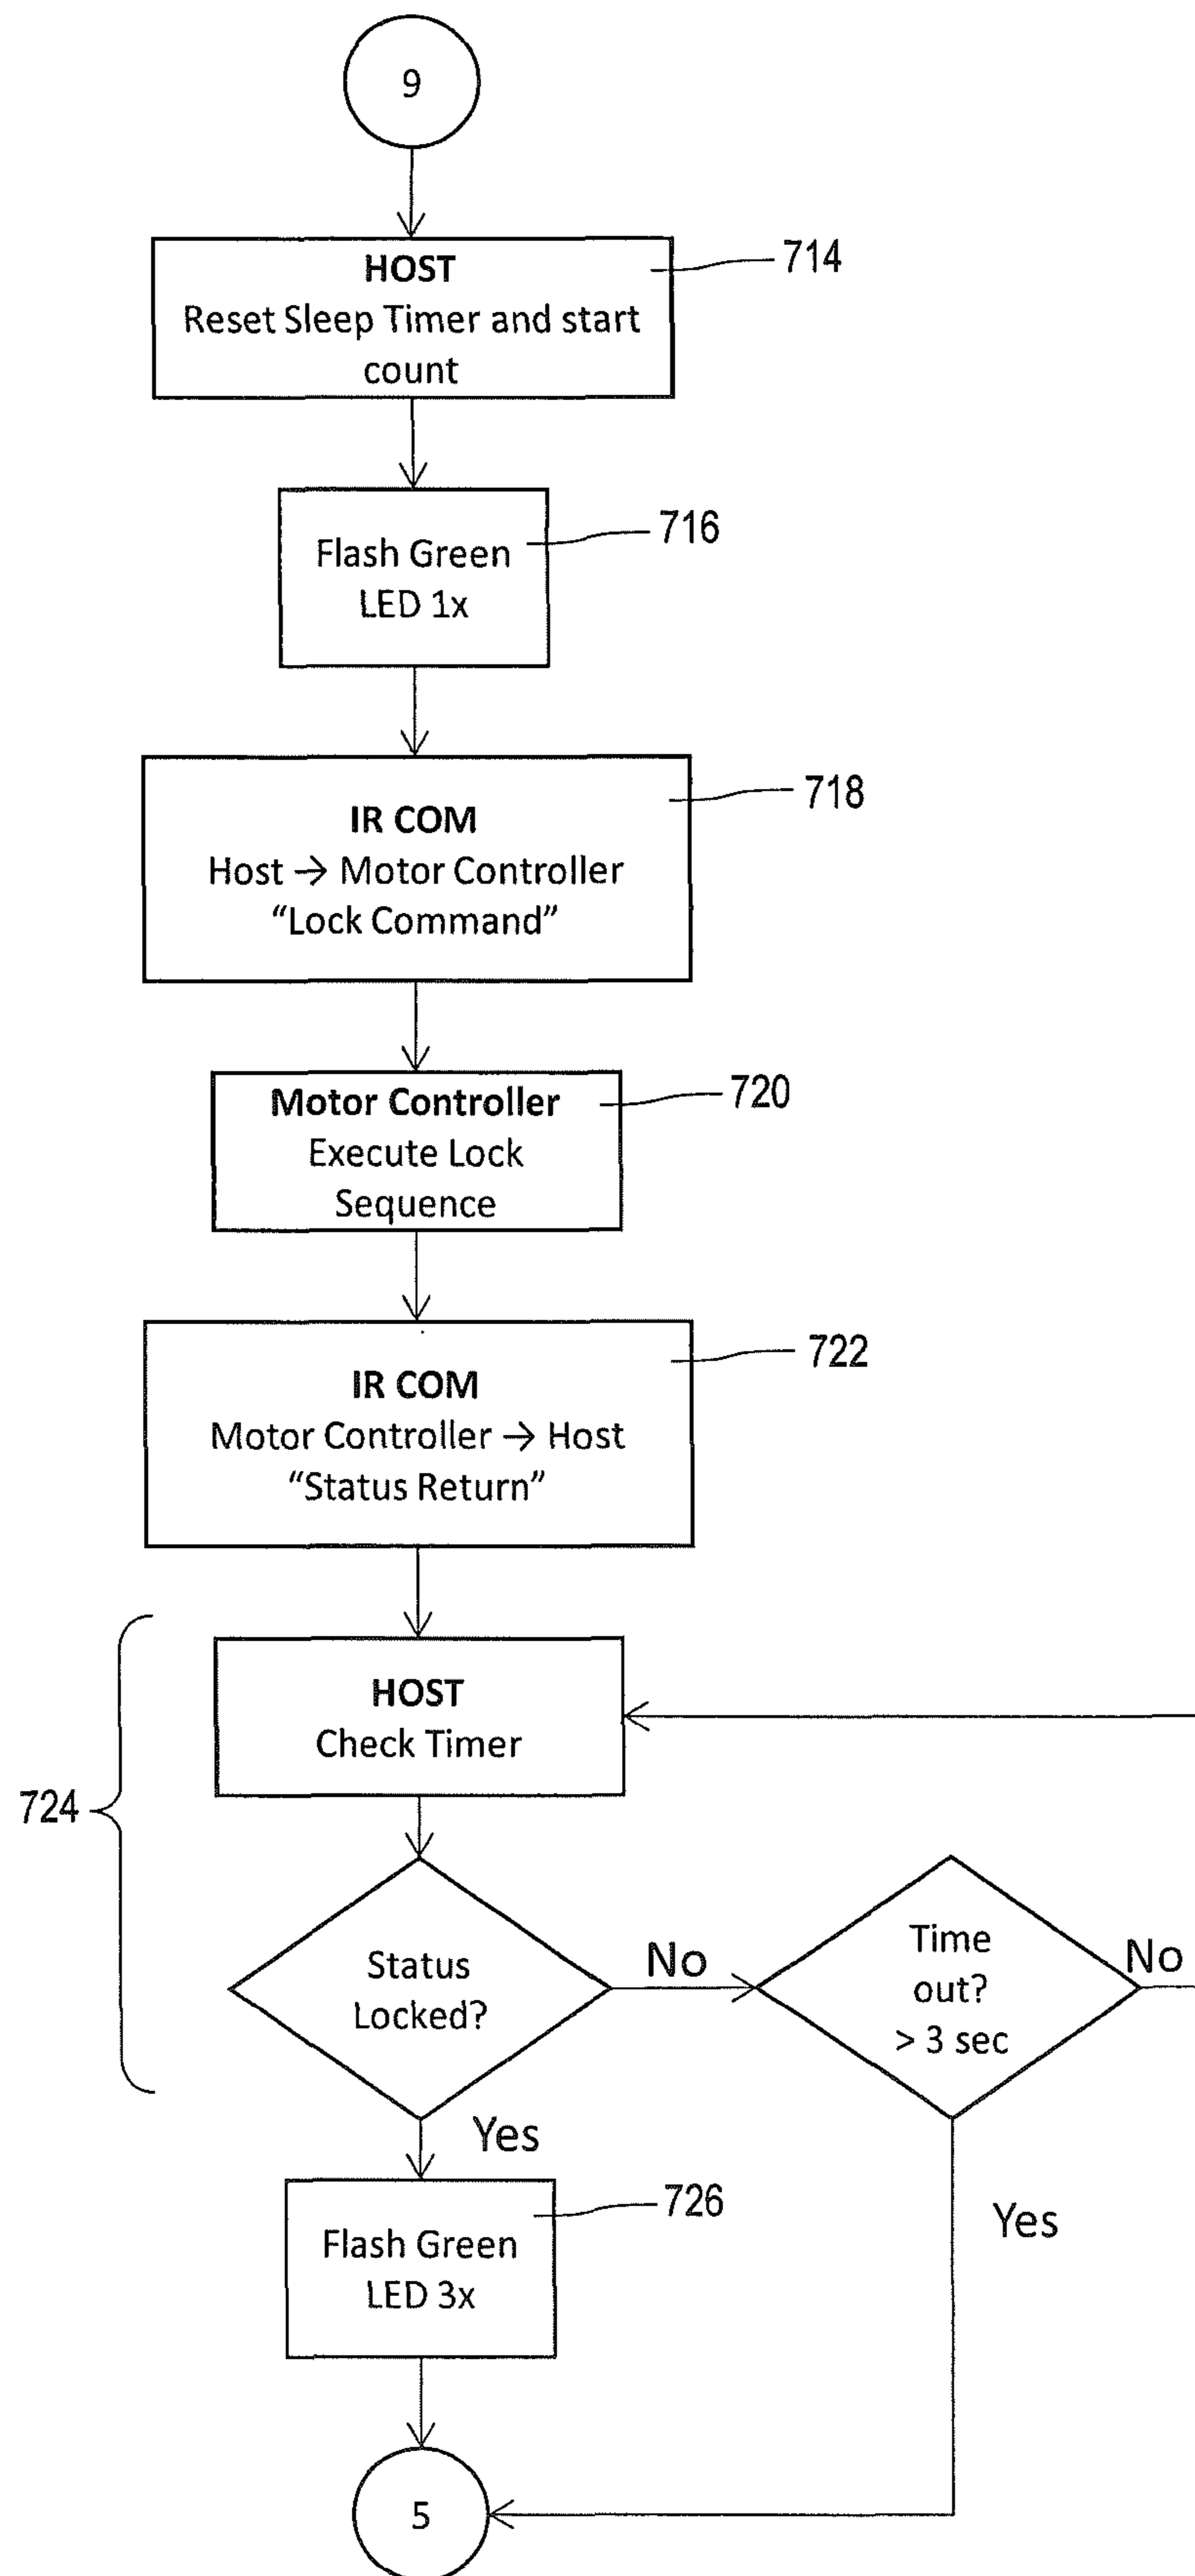 9
HOST
714
Reset Sleep Timer and start
count
716
Flash Green
LED 1x
718
IR COM
Host → Motor Controller
“Lock Command”
720
Motor Controller
Execute Lock
Sequence
722
IR COM
Motor Controller → Host
“Status Return”
HOST
Check Timer
724
Status
Locked?
No
Time
out?
> 3 sec
No
Yes
726
Flash Green
LED 3x
Yes
5